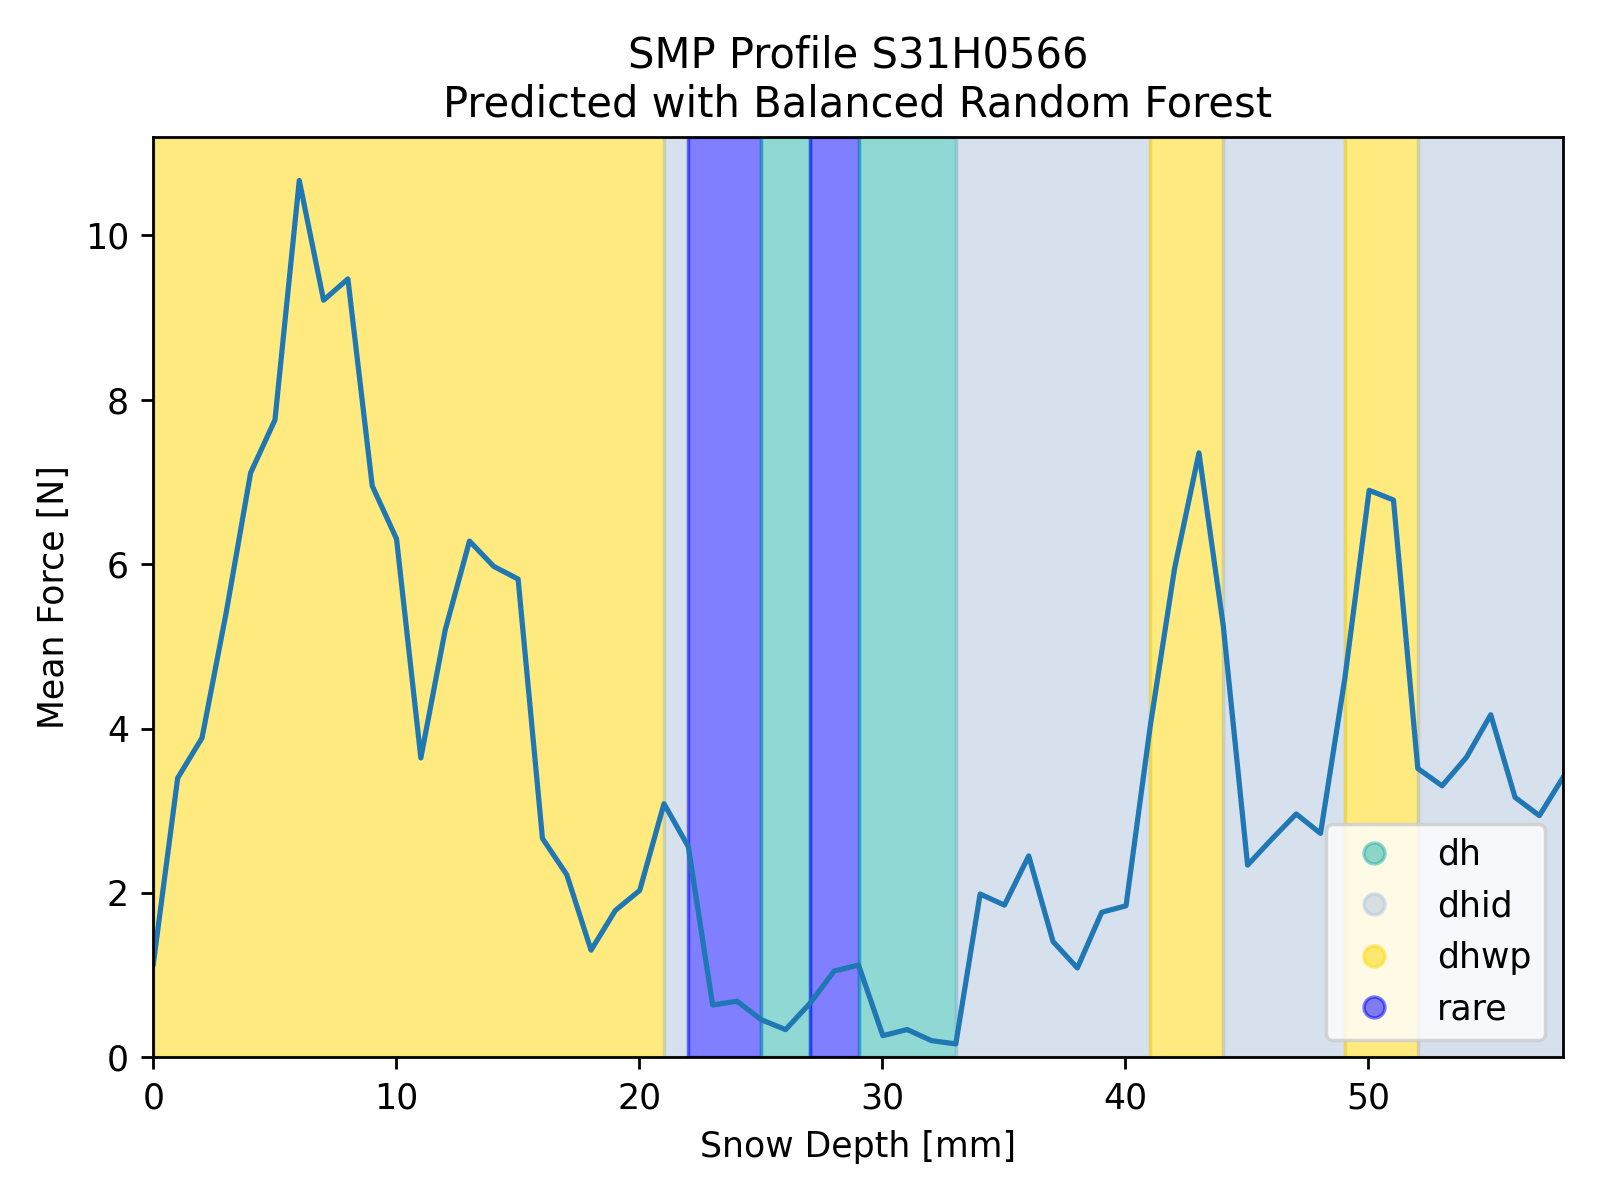 SMP Profile S31H0566
Predicted with Balanced Random Forest
10
8
6
4
2
0
Mean Force [N]
0 10 20 30 40 50
Snow Depth [mm]
dh
dhid
dhwp
rare